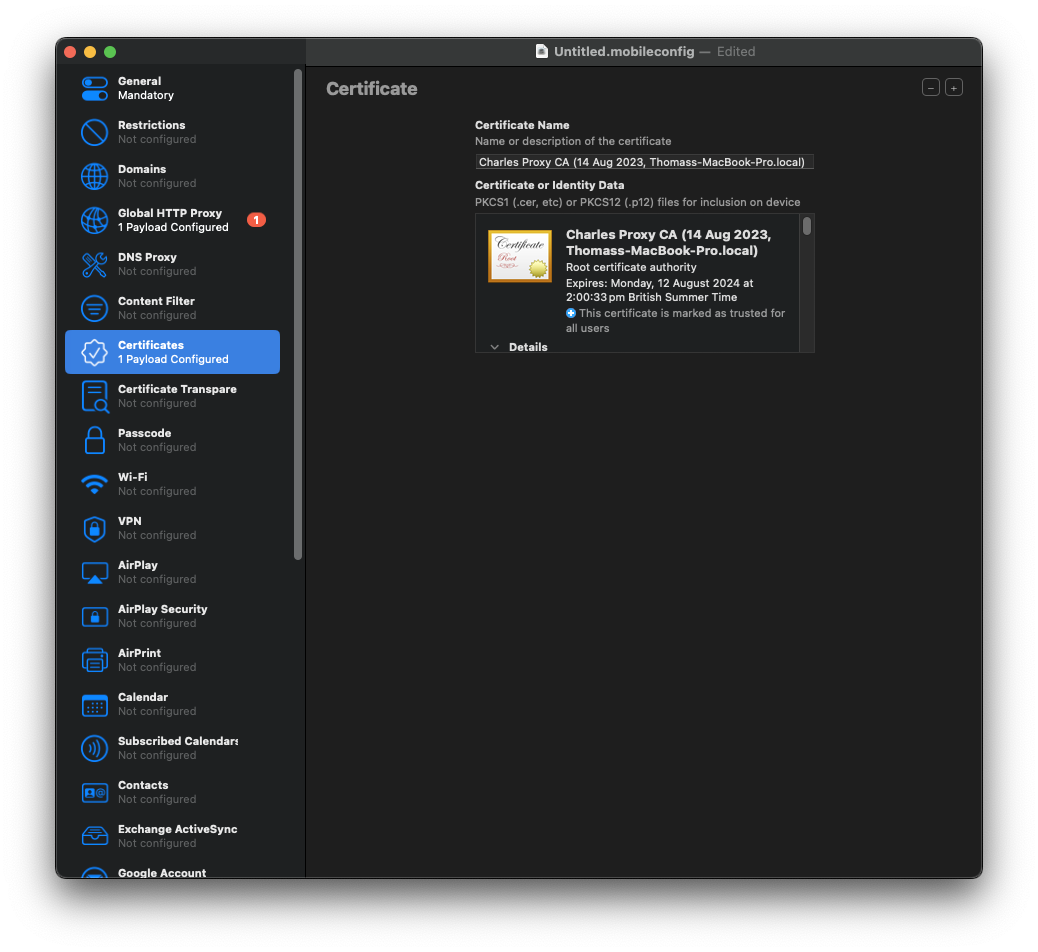 Untitled.mobileconfig — Edited
General
Mandatory
Restrictions
Not configured
Domains
Not configured
Global HTTP Proxy
1 Payload Configured
1
DNS Proxy
Not configured
Content Filter
Not configured
Certificates
1 Payload Configured
Certificate Transpare
Not configured
Passcode
Not configured
Wi-Fi
Not configured
VPN
Not configured
AirPlay
Not configured
AirPlay Security
Not configured
AirPrint
Not configured
Calendar
Not configured
Subscribed Calendars
Not configured
Contacts
Not configured
Exchange ActiveSync
Not configured
Google Account
Certificate
Certificate Name
Name or description of the certificate
Charles Proxy CA (14 Aug 2023, Thomass-MacBook-Pro.local)
Certificate or Identity Data
PKCS1 (.cer, etc) or PKCS12 (.p12) files for inclusion on device
Certificate
Root
Charles Proxy CA (14 Aug 2023,
Thomass-MacBook-Pro.local)
Root certificate authority
Expires: Monday, 12 August 2024 at
2:00:33 pm British Summer Time
This certificate is marked as trusted for
all users
Details